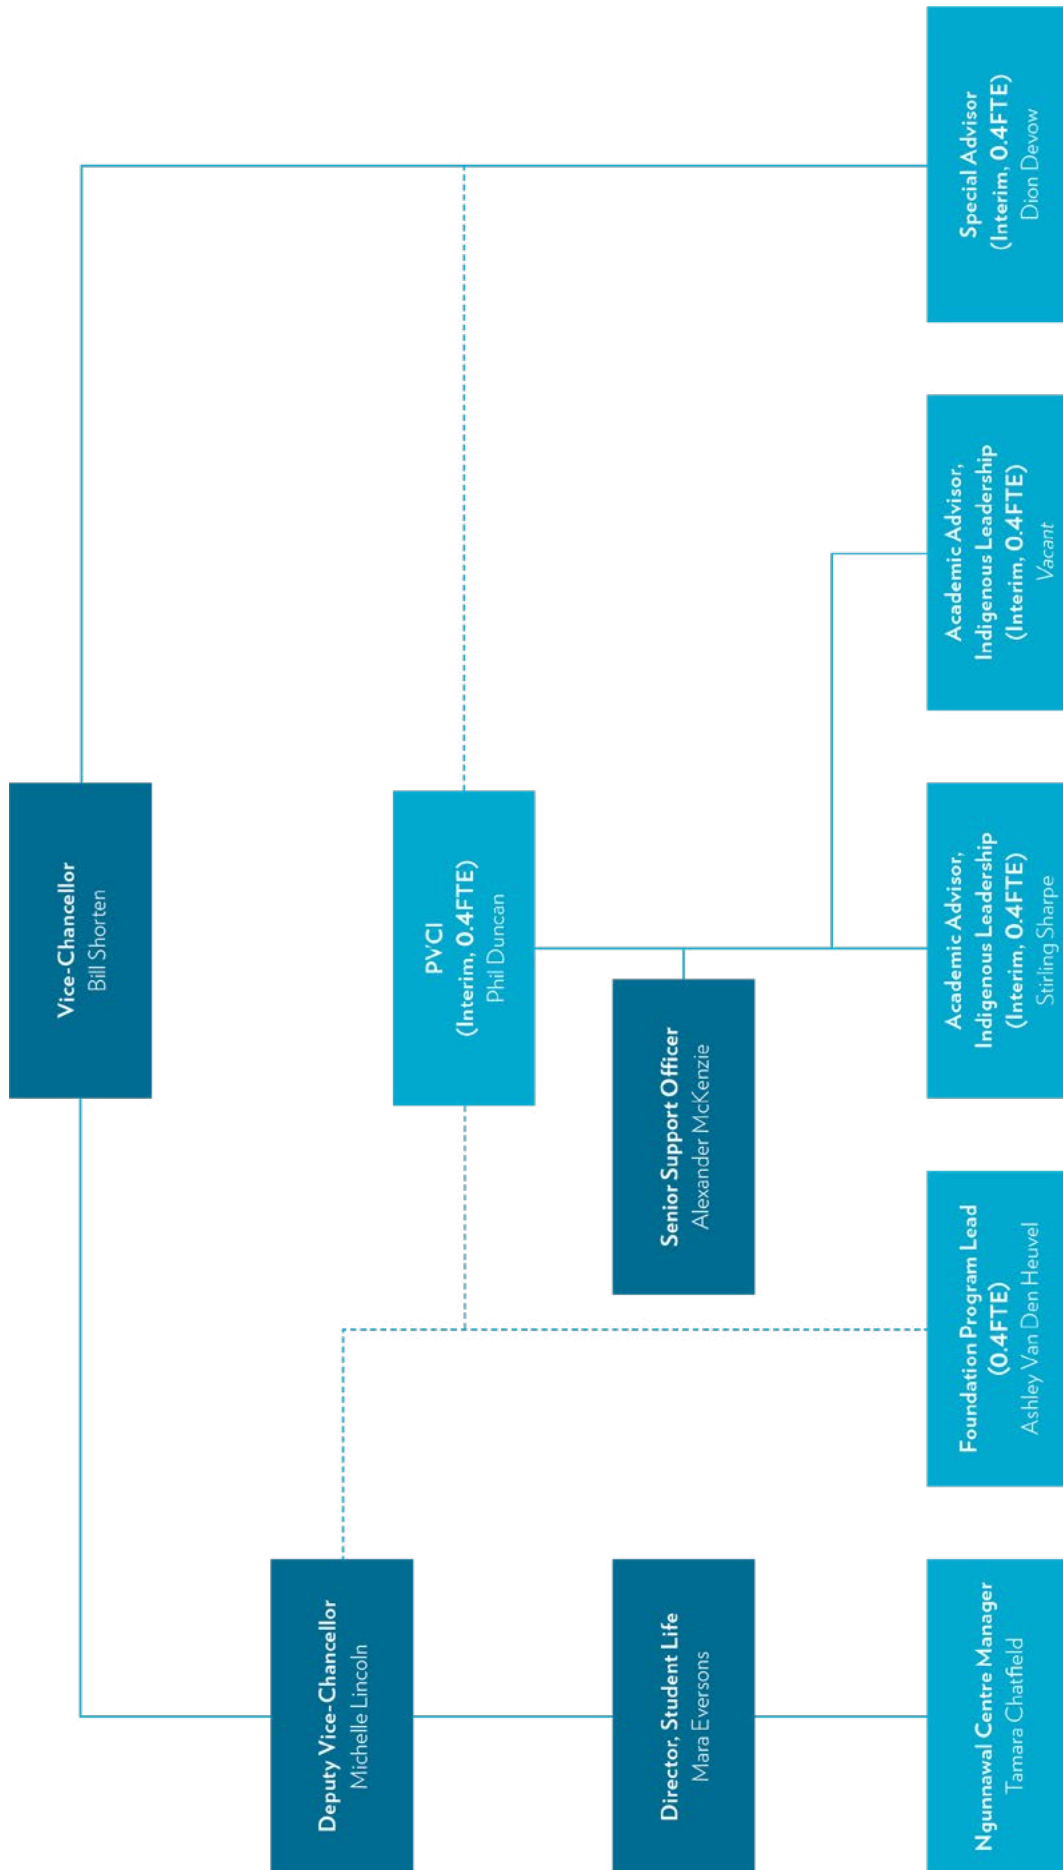 Vice-Chancellor
Bill Shorten
Deputy Vice-Chancellor
Michelle Lincoln
PVCI
(Interim, 0.4FTE)
Phil Duncan
Director, Student Life
Mara Eversons
Senior Support Officer
Alexander McKenzie
Ngunnawal Centre Manager
Tamara Chatfield
Foundation Program Lead
(0.4FTE)
Ashley Van Den Heuvel
Academic Advisor,
Indigenous Leadership
(Interim, 0.4FTE)
Stirling Sharpe
Academic Advisor,
Indigenous Leadership
(Interim, 0.4FTE)
Vacant
Special Advisor
(Interim, 0.4FTE)
Dion Devow